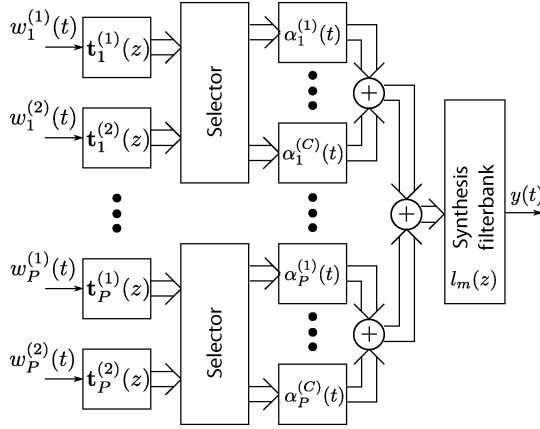 w_1^{(1)}(t)
t_1^{(1)}(z)
α_1^{(1)}(t)
w_1^{(2)}(t)
t_1^{(2)}(z)
Selector
α_1^{(C)}(t)
+
+
Synthesis
filterbank
l_m(z)
y(t)
w_P^{(1)}(t)
t_P^{(1)}(z)
α_P^{(1)}(t)
w_P^{(2)}(t)
t_P^{(2)}(z)
Selector
α_P^{(C)}(t)
+